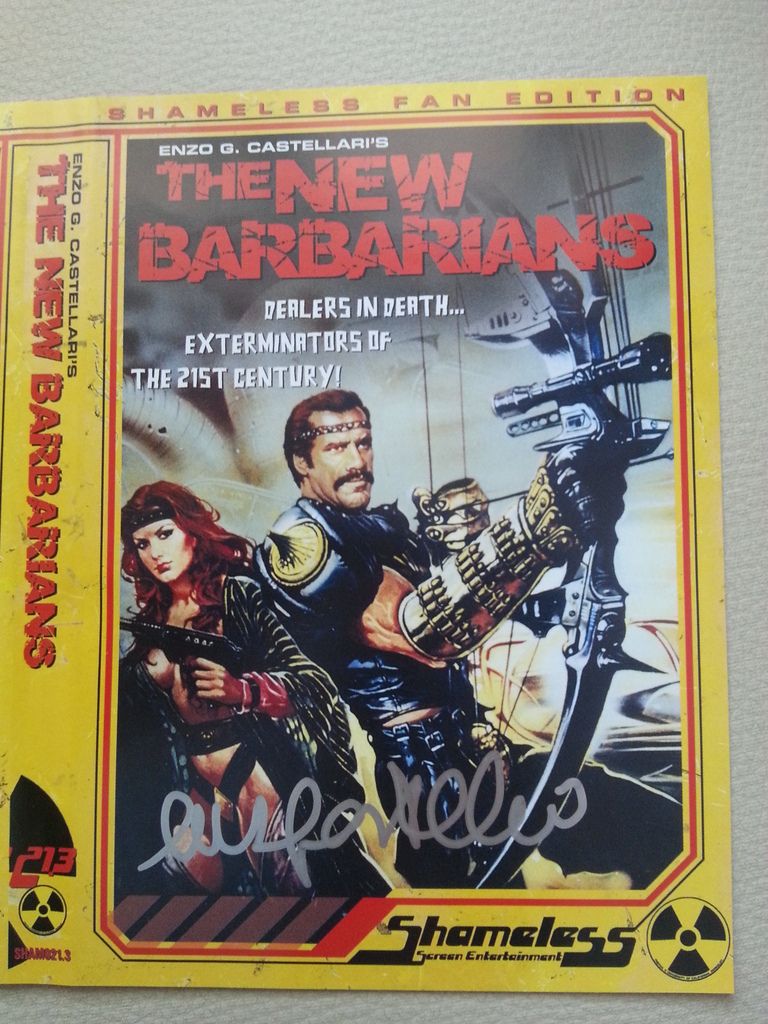 SHAMELESS FAN EDITION
ENZO G. CASTELLARI'S
THE NEW
BARBARIANS
DEALERS IN DEATH...
EXTERMINATORS OF
THE 21ST CENTURY!
ENZO G. CASTELLARI'S
THE NEW BARBARIANS
213
SHAM021.3
Shameless
Screen Entertainment